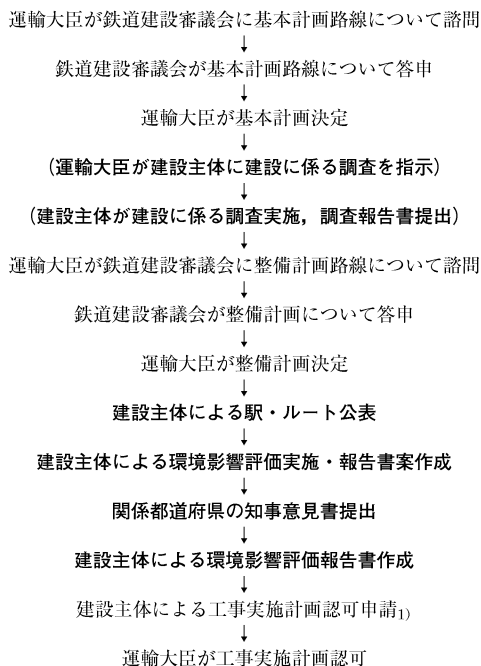 運輸大臣が鉄道建設審議会に基本計画路線について諮問
↓
鉄道建設審議会が基本計画路線について答申
↓
運輸大臣が基本計画決定
↓
(運輸大臣が建設主体に建設に係る調査を指示)
↓
(建設主体が建設に係る調査実施，調査報告書提出)
↓
運輸大臣が鉄道建設審議会に整備計画路線について諮問
↓
鉄道建設審議会が整備計画について答申
↓
運輸大臣が整備計画決定
↓
建設主体による駅・ルート公表
↓
建設主体による環境影響評価実施・報告書案作成
↓
関係都道府県の知事意見書提出
↓
建設主体による環境影響評価報告書作成
↓
建設主体による工事実施計画認可申請1)
↓
運輸大臣が工事実施計画認可